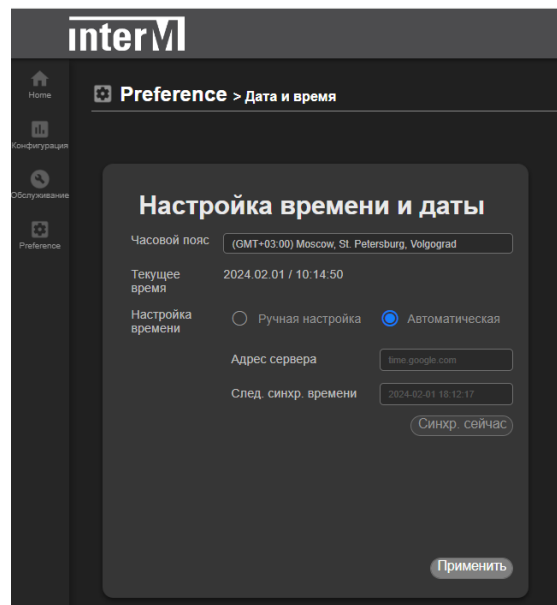 interM
Home
Preference > Дата и время
Конфигурация
Обслуживание
Preference
Настройка времени и даты
Часовой пояс (GMT+03:00) Moscow, St. Petersburg, Volgograd
Текущее время 2024.02.01 / 10:14:50
Настройка времени Ручная настройка Автоматическая
Адрес сервера time.google.com
След. синхр. времени 2024-02-01 18:12:17
Синхр. сейчас
Применить